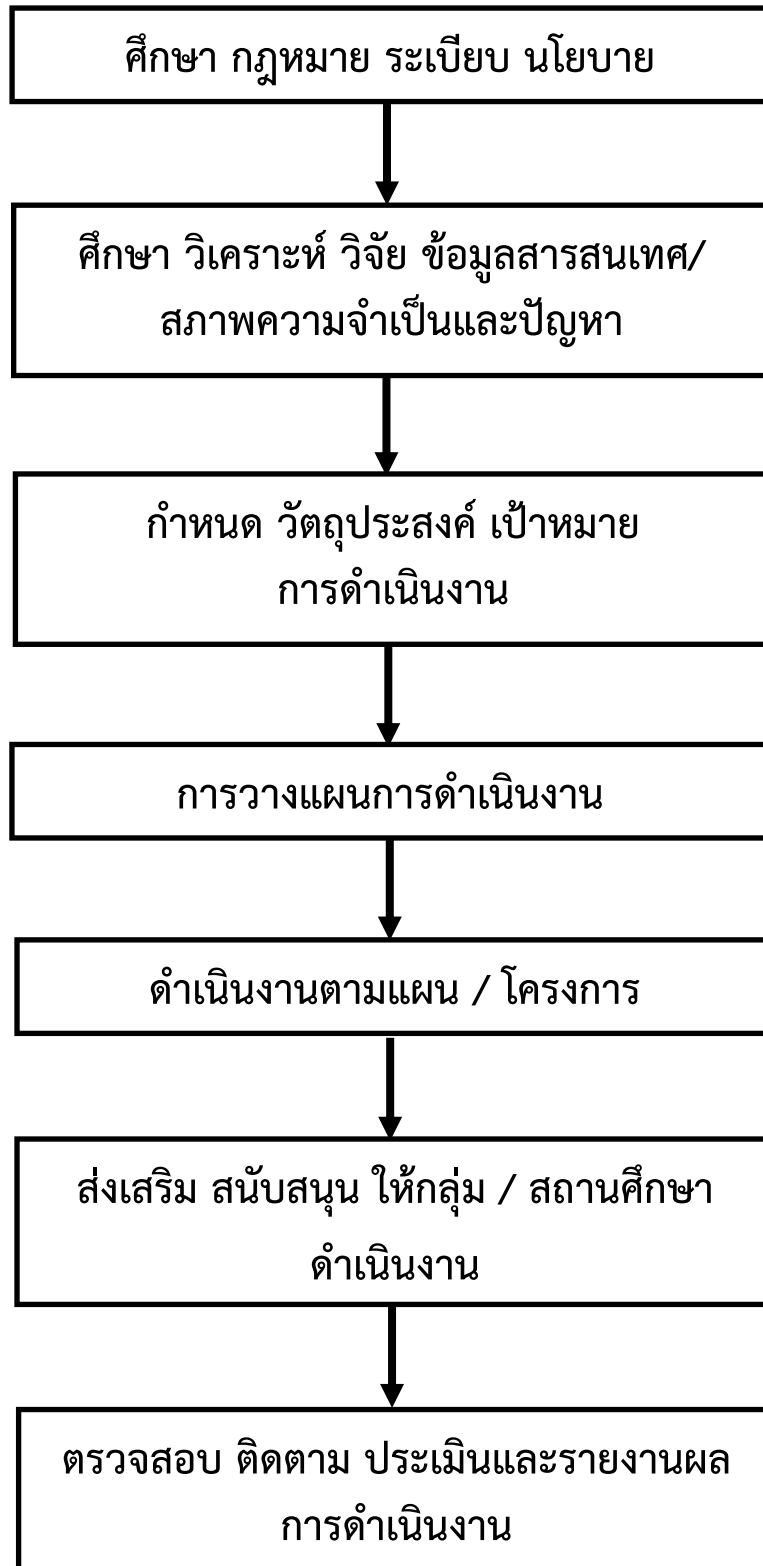 ศึกษา กฎหมาย ระเบียบ นโยบาย
ศึกษา วิเคราะห์ วิจัย ข้อมูลสารสนเทศ/
สภาพความจำเป็นและปัญหา
กำหนด วัตถุประสงค์ เป้าหมาย
การดำเนินงาน
การวางแผนการดำเนินงาน
ดำเนินงานตามแผน / โครงการ
ส่งเสริม สนับสนุน ให้กลุ่ม / สถานศึกษา
ดำเนินงาน
ตรวจสอบ ติดตาม ประเมินและรายงานผล
การดำเนินงาน